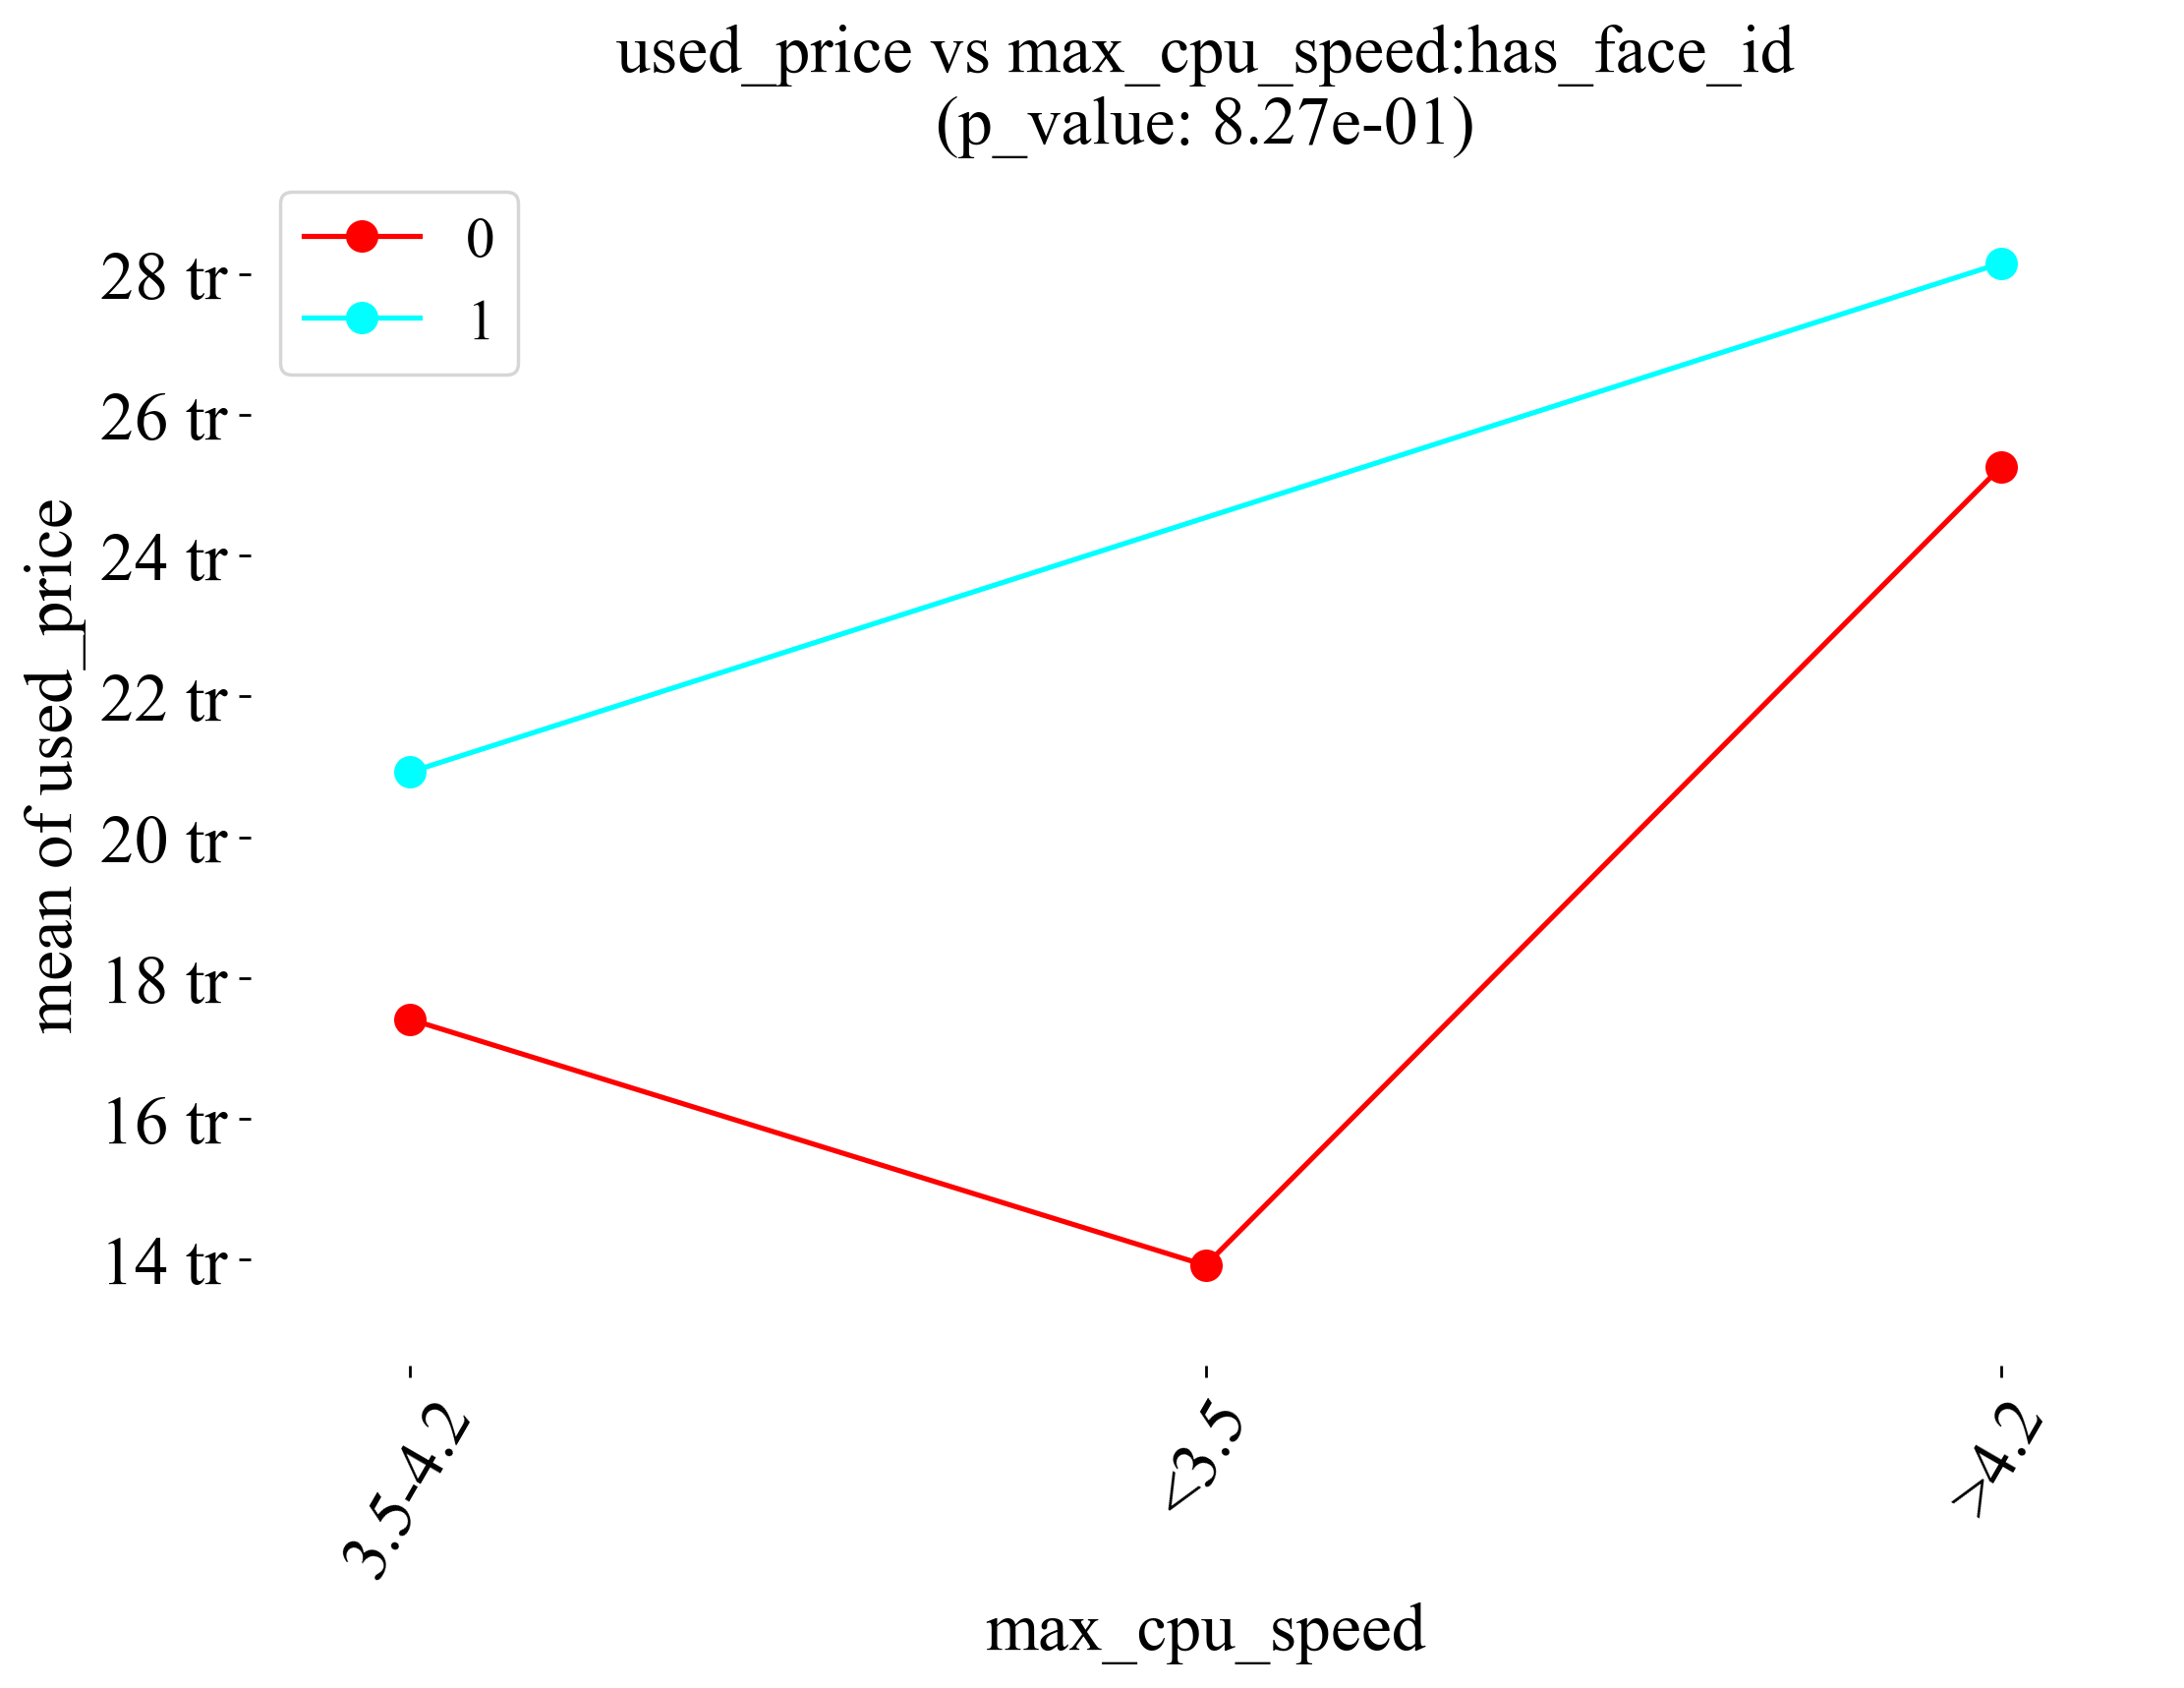 used_price vs max_cpu_speed:has_face_id
(p_value: 8.27e-01)
0
1
28 tr
26 tr
24 tr
22 tr
20 tr
18 tr
16 tr
14 tr
mean of used_price
3.5-4.2
<3.5
>4.2
max_cpu_speed